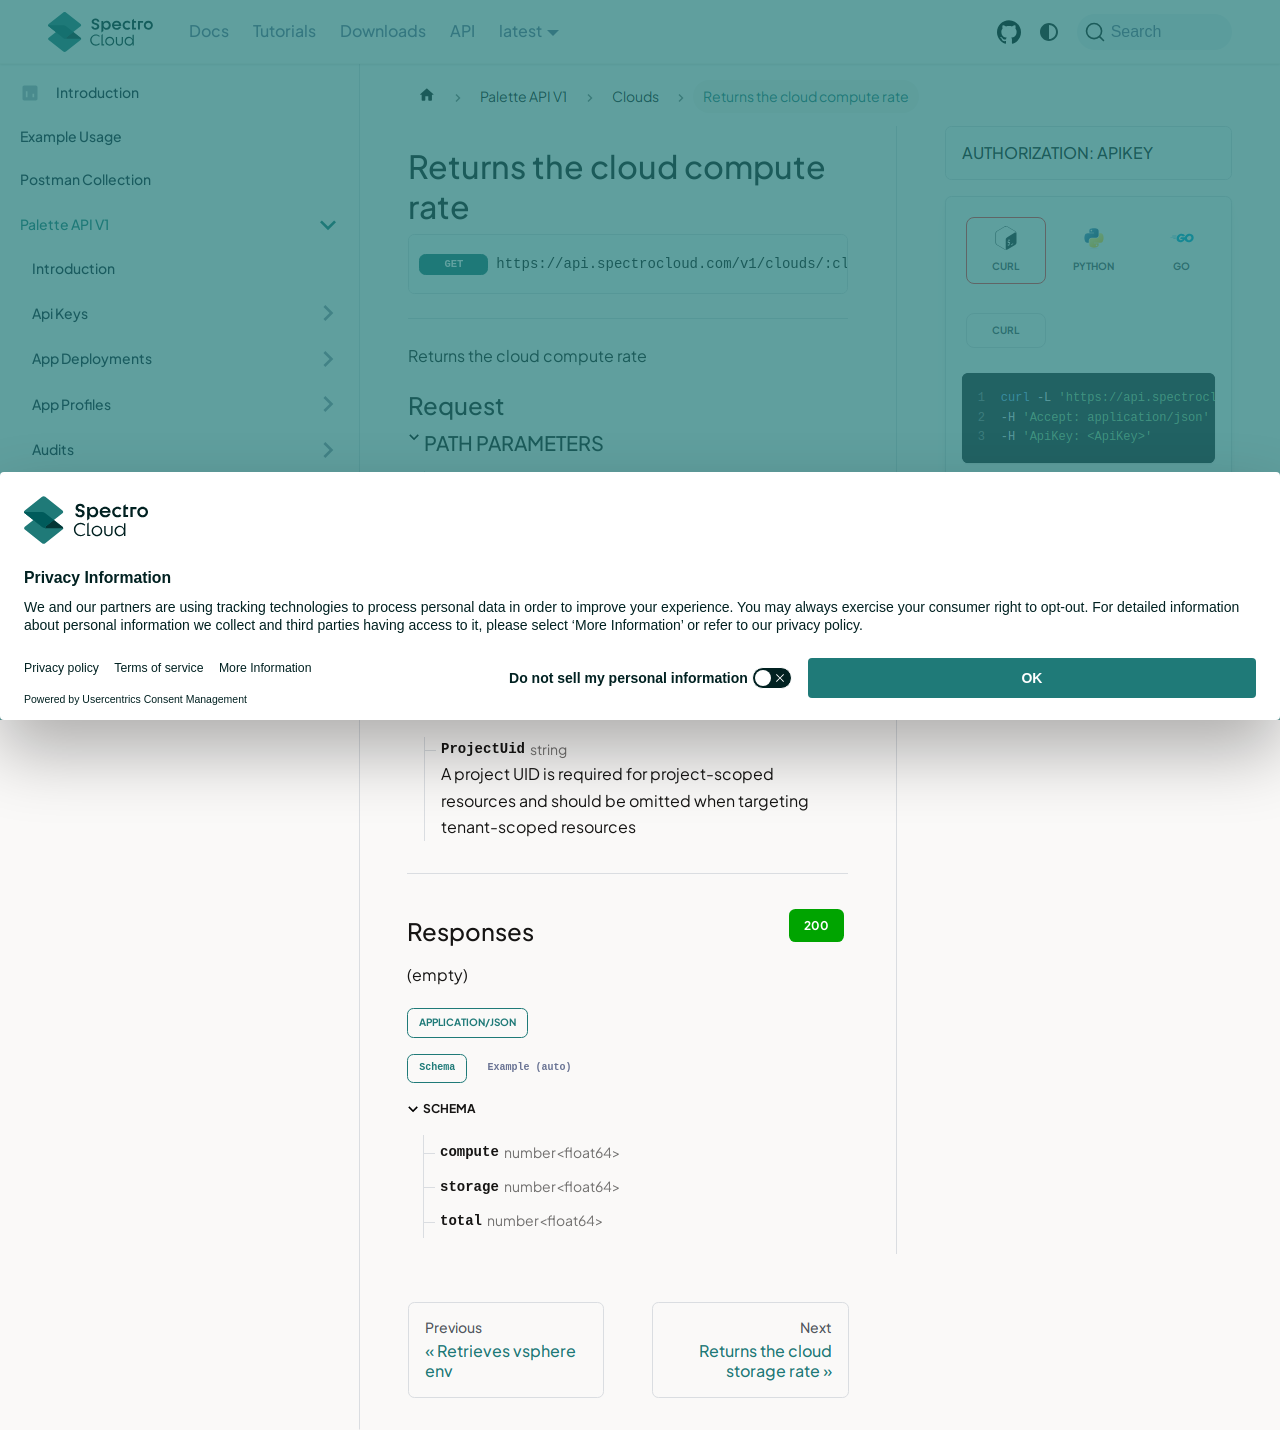 Spectro
Cloud
Docs
Tutorials
Downloads
API
latest
Search
Introduction
Example Usage
Postman Collection
Palette API V1
Introduction
Api Keys
App Deployments
App Profiles
Audits
Palette API V1
Clouds
Returns the cloud compute rate
Returns the cloud compute
rate
GET https://api.spectrocloud.com/v1/clouds/:cl
Returns the cloud compute rate
Request
PATH PARAMETERS
AUTHORIZATION: APIKEY
CURL
PYTHON
GO
CURL
1 curl -L 'https://api.spectrocl
2 -H 'Accept: application/json'
3 -H 'ApiKey: <ApiKey>'
Spectro
Cloud
Privacy Information
We and our partners are using tracking technologies to process personal data in order to improve your experience. You may always exercise your consumer right to opt-out. For detailed information
about personal information we collect and third parties having access to it, please select ‘More Information’ or refer to our privacy policy.
Privacy policy
Terms of service
More Information
Powered by Usercentrics Consent Management
Do not sell my personal information
OK
ProjectUid string
A project UID is required for project-scoped
resources and should be omitted when targeting
tenant-scoped resources
Responses
200
(empty)
APPLICATION/JSON
Schema
Example (auto)
SCHEMA
compute number<float64>
storage number<float64>
total number<float64>
Previous
« Retrieves vsphere
env
Next
Returns the cloud
storage rate »